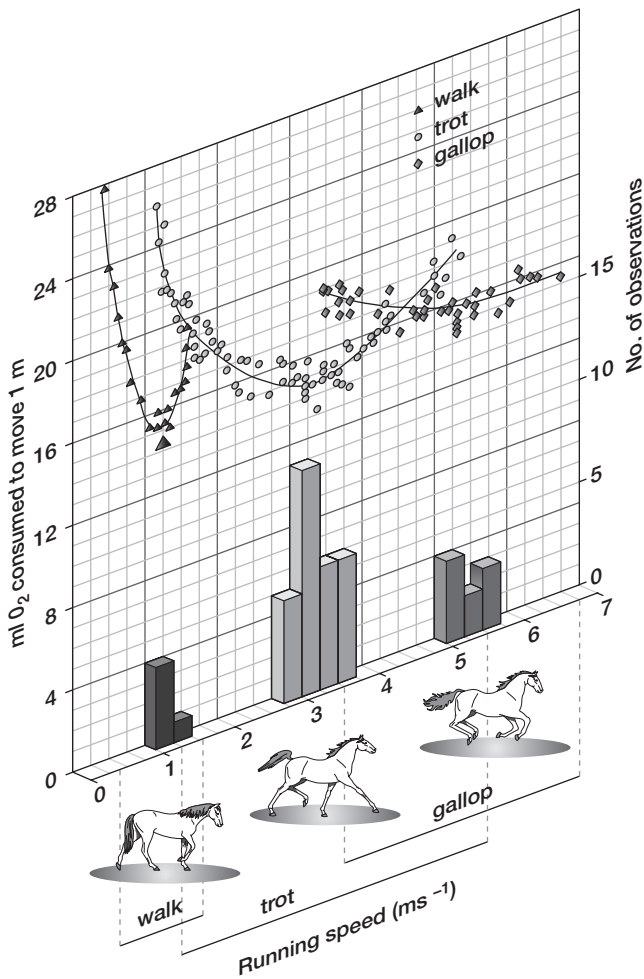 walk
trot
gallop
28
24
20
16
12
8
4
0
ml O₂ consumed to move 1 m
15
10
5
0
No. of observations
0
1
2
3
4
5
6
7
walk
trot
gallop
Running speed (ms ⁻¹)